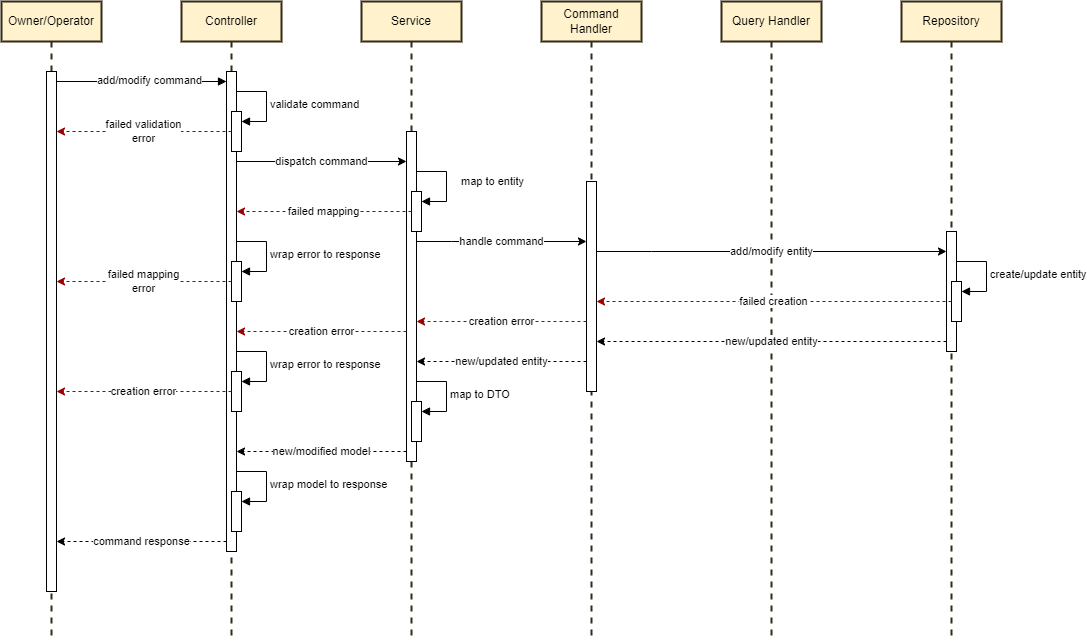 Owner/Operator
Controller
Service
Command
Handler
Query Handler
Repository
add/modify command
validate command
failed validation
error
dispatch command
map to entity
failed mapping
handle command
add/modify entity
wrap error to response
failed mapping
error
create/update entity
failed creation
creation error
creation error
new/updated entity
new/updated entity
wrap error to response
creation error
map to DTO
new/modified model
wrap model to response
command response